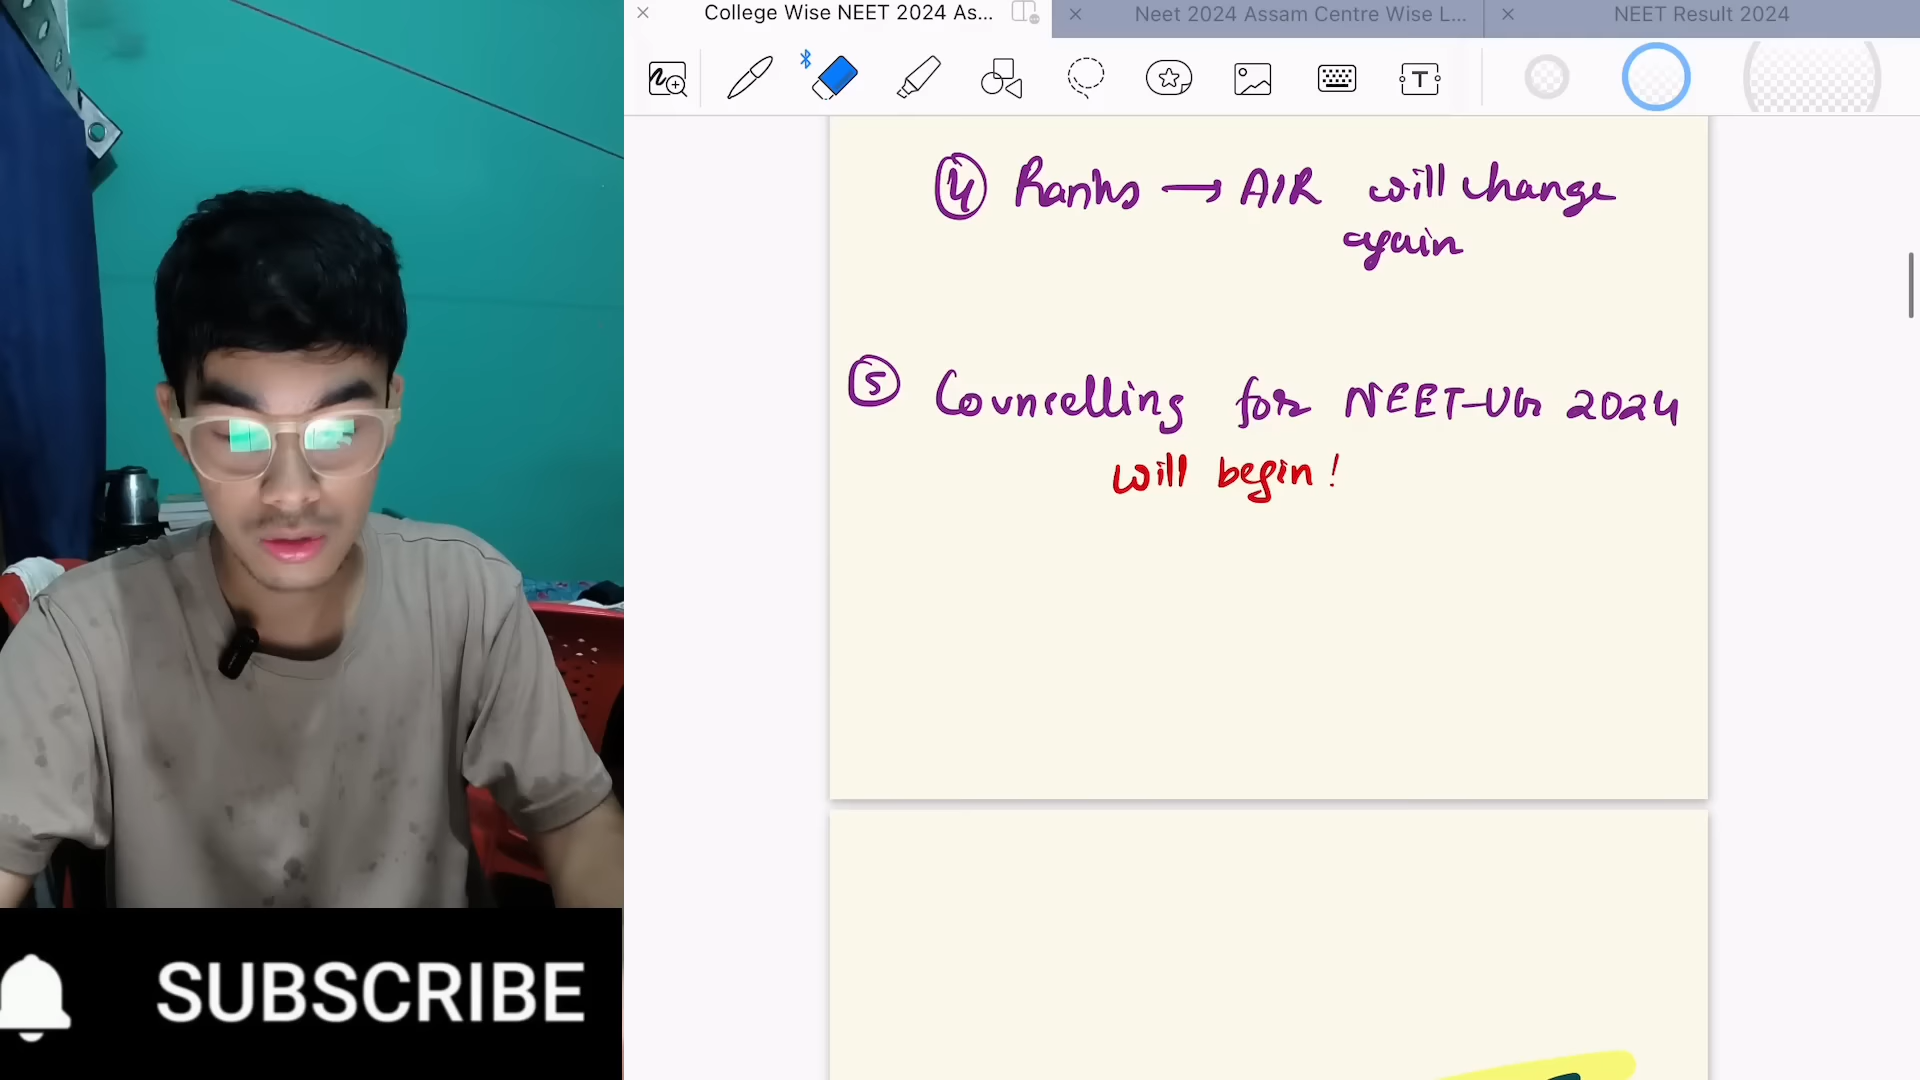 College Wise NEET 2024 As...
Neet 2024 Assam Centre Wise L...
NEET Result 2024
T
④ Ranks → AIR will change
again
⑤ Counselling for NEET-UG 2024
will begin!
SUBSCRIBE